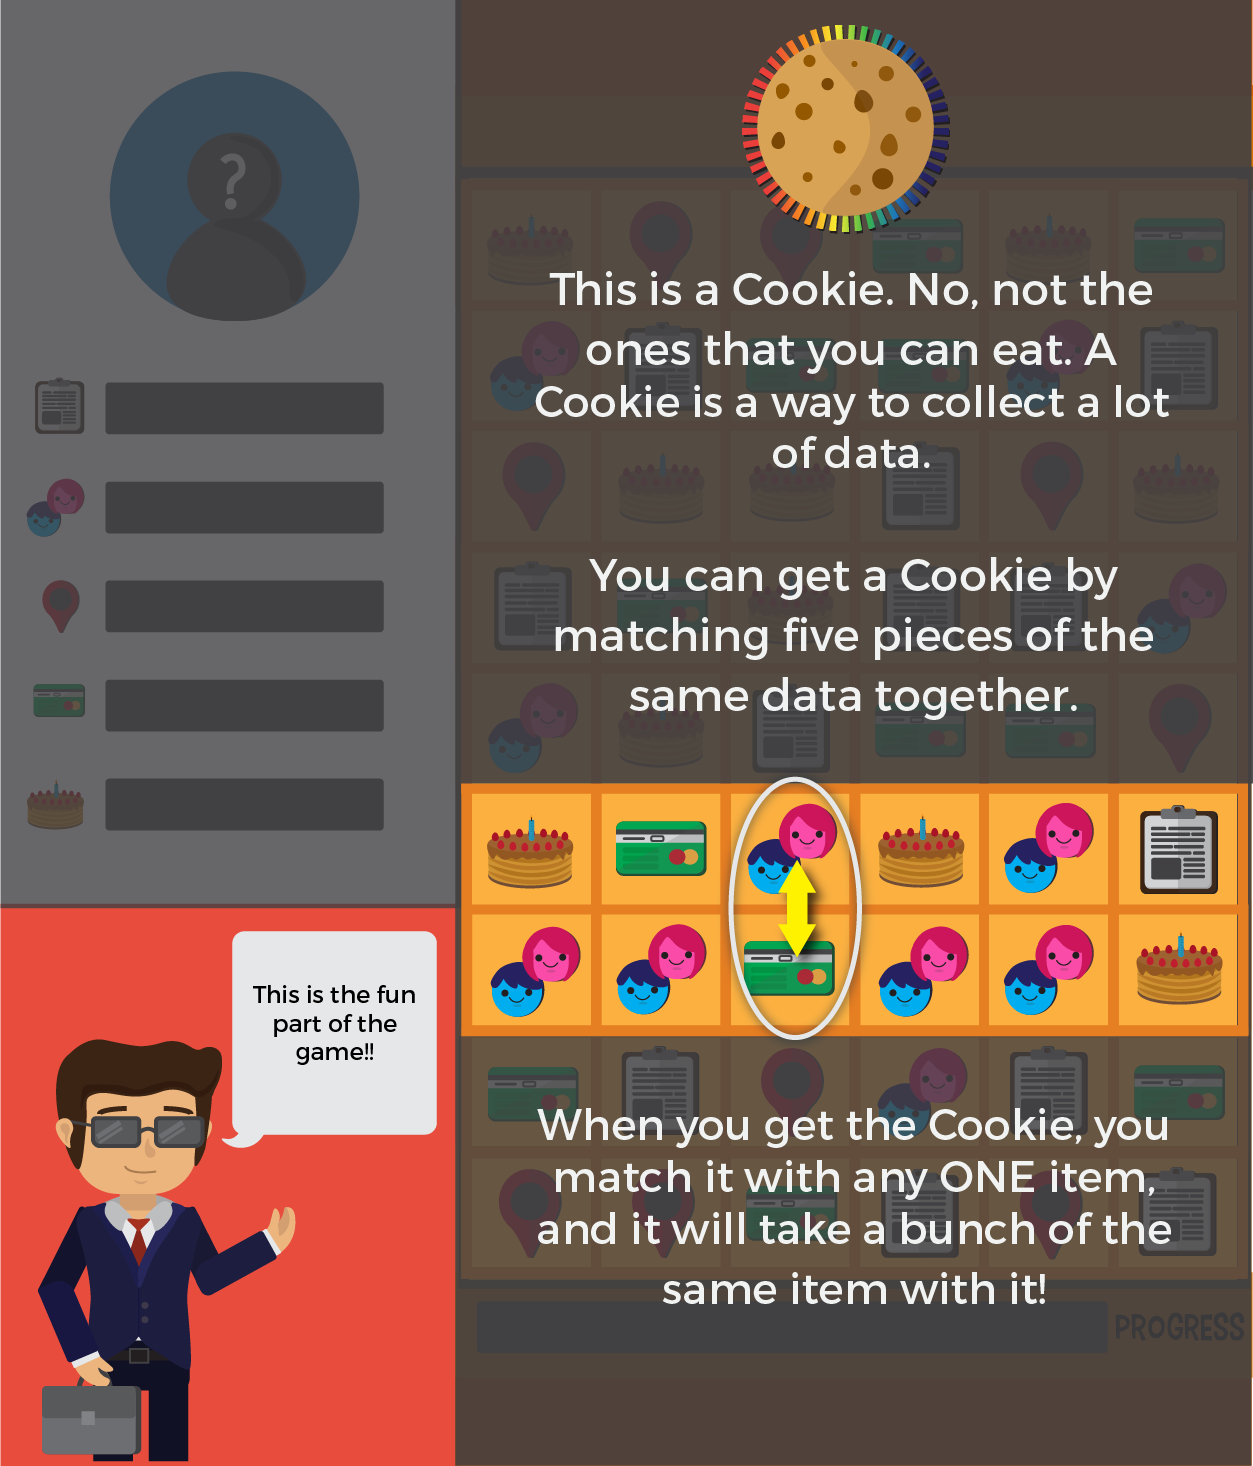 ?
This is a Cookie. No, not the
ones that you can eat. A
Cookie is a way to collect a lot
of data.
You can get a Cookie by
matching five pieces of the
same data together.
This is the fun
part of the
game!!
When you get the Cookie, you
match it with any ONE item,
and it will take a bunch of the
same item with it!
PROGRESS